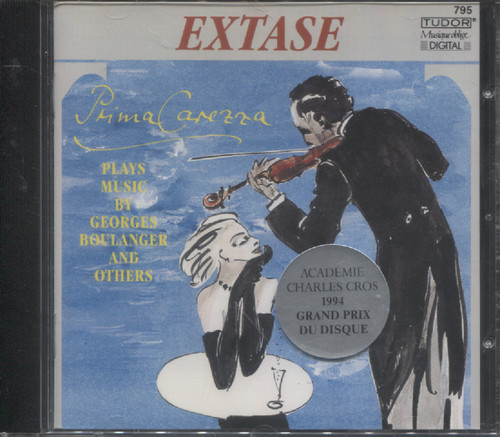 EXTASE
795
TUDOR®
Musique oblige
DIGITAL
Prima Carezza
PLAYS
MUSIC
BY
GEORGES
BOULANGER
AND
OTHERS
ACADÉMIE
CHARLES CROS
1994
GRAND PRIX
DU DISQUE